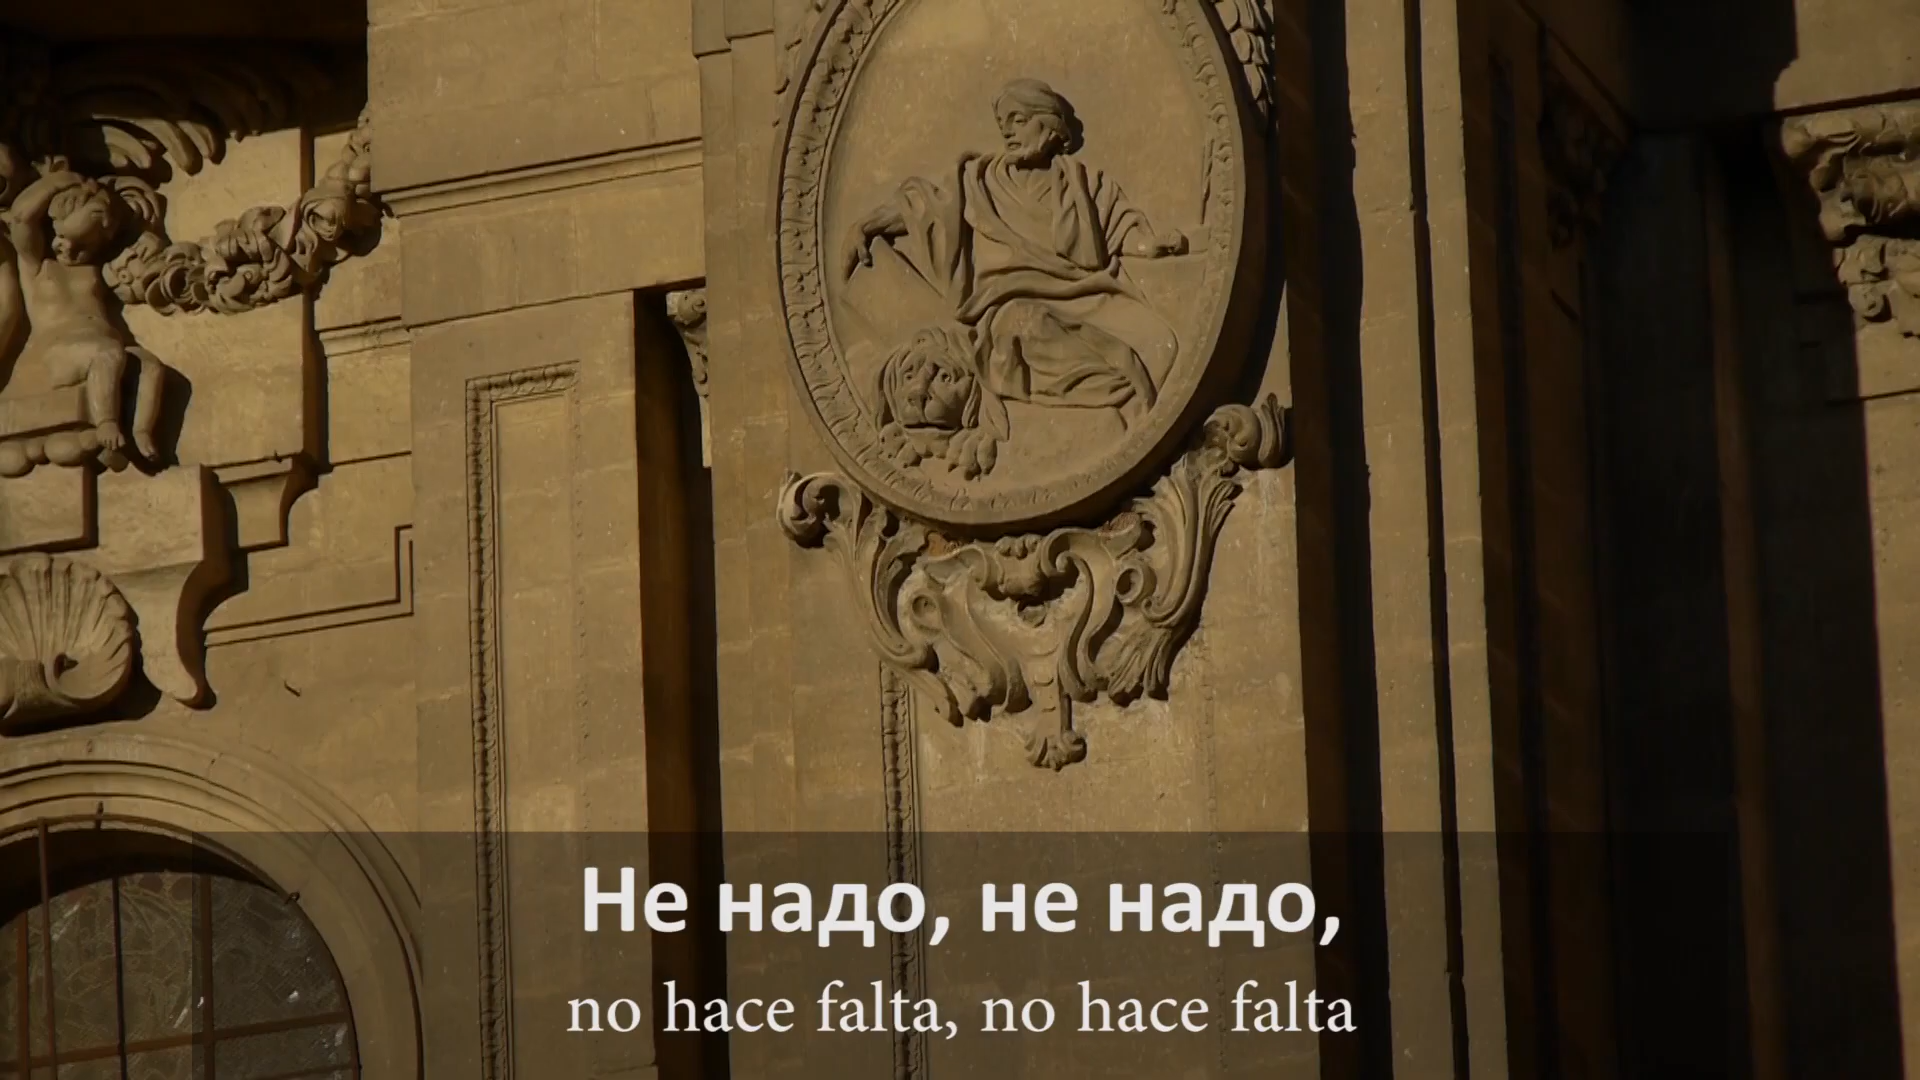 Не надо, не надо,
no hace falta, no hace falta